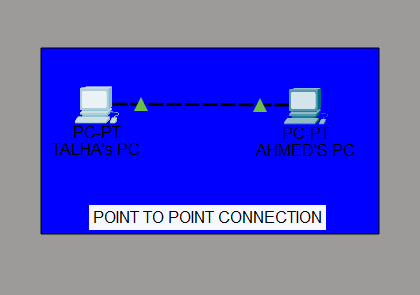 PC-PT PC-PT
TALHA's PC AHMED'S PC
POINT TO POINT CONNECTION